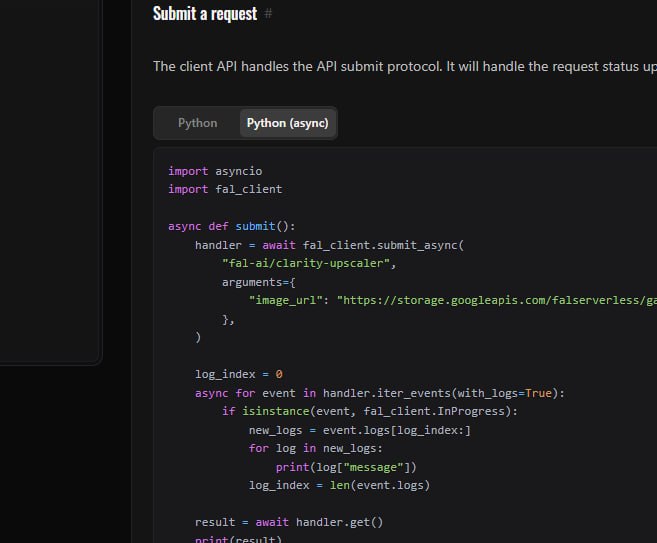 Submit a request #
The client API handles the API submit protocol. It will handle the request status up
Python Python (async)
import asyncio
import fal_client
async def submit():
    handler = await fal_client.submit_async(
        "fal-ai/clarity-upscaler",
        arguments={
            "image_url": "https://storage.googleapis.com/falserverless/ga
        },
    )
    log_index = 0
    async for event in handler.iter_events(with_logs=True):
        if isinstance(event, fal_client.InProgress):
            new_logs = event.logs[log_index:]
            for log in new_logs:
                print(log["message"])
            log_index = len(event.logs)
    result = await handler.get()
    print(result)